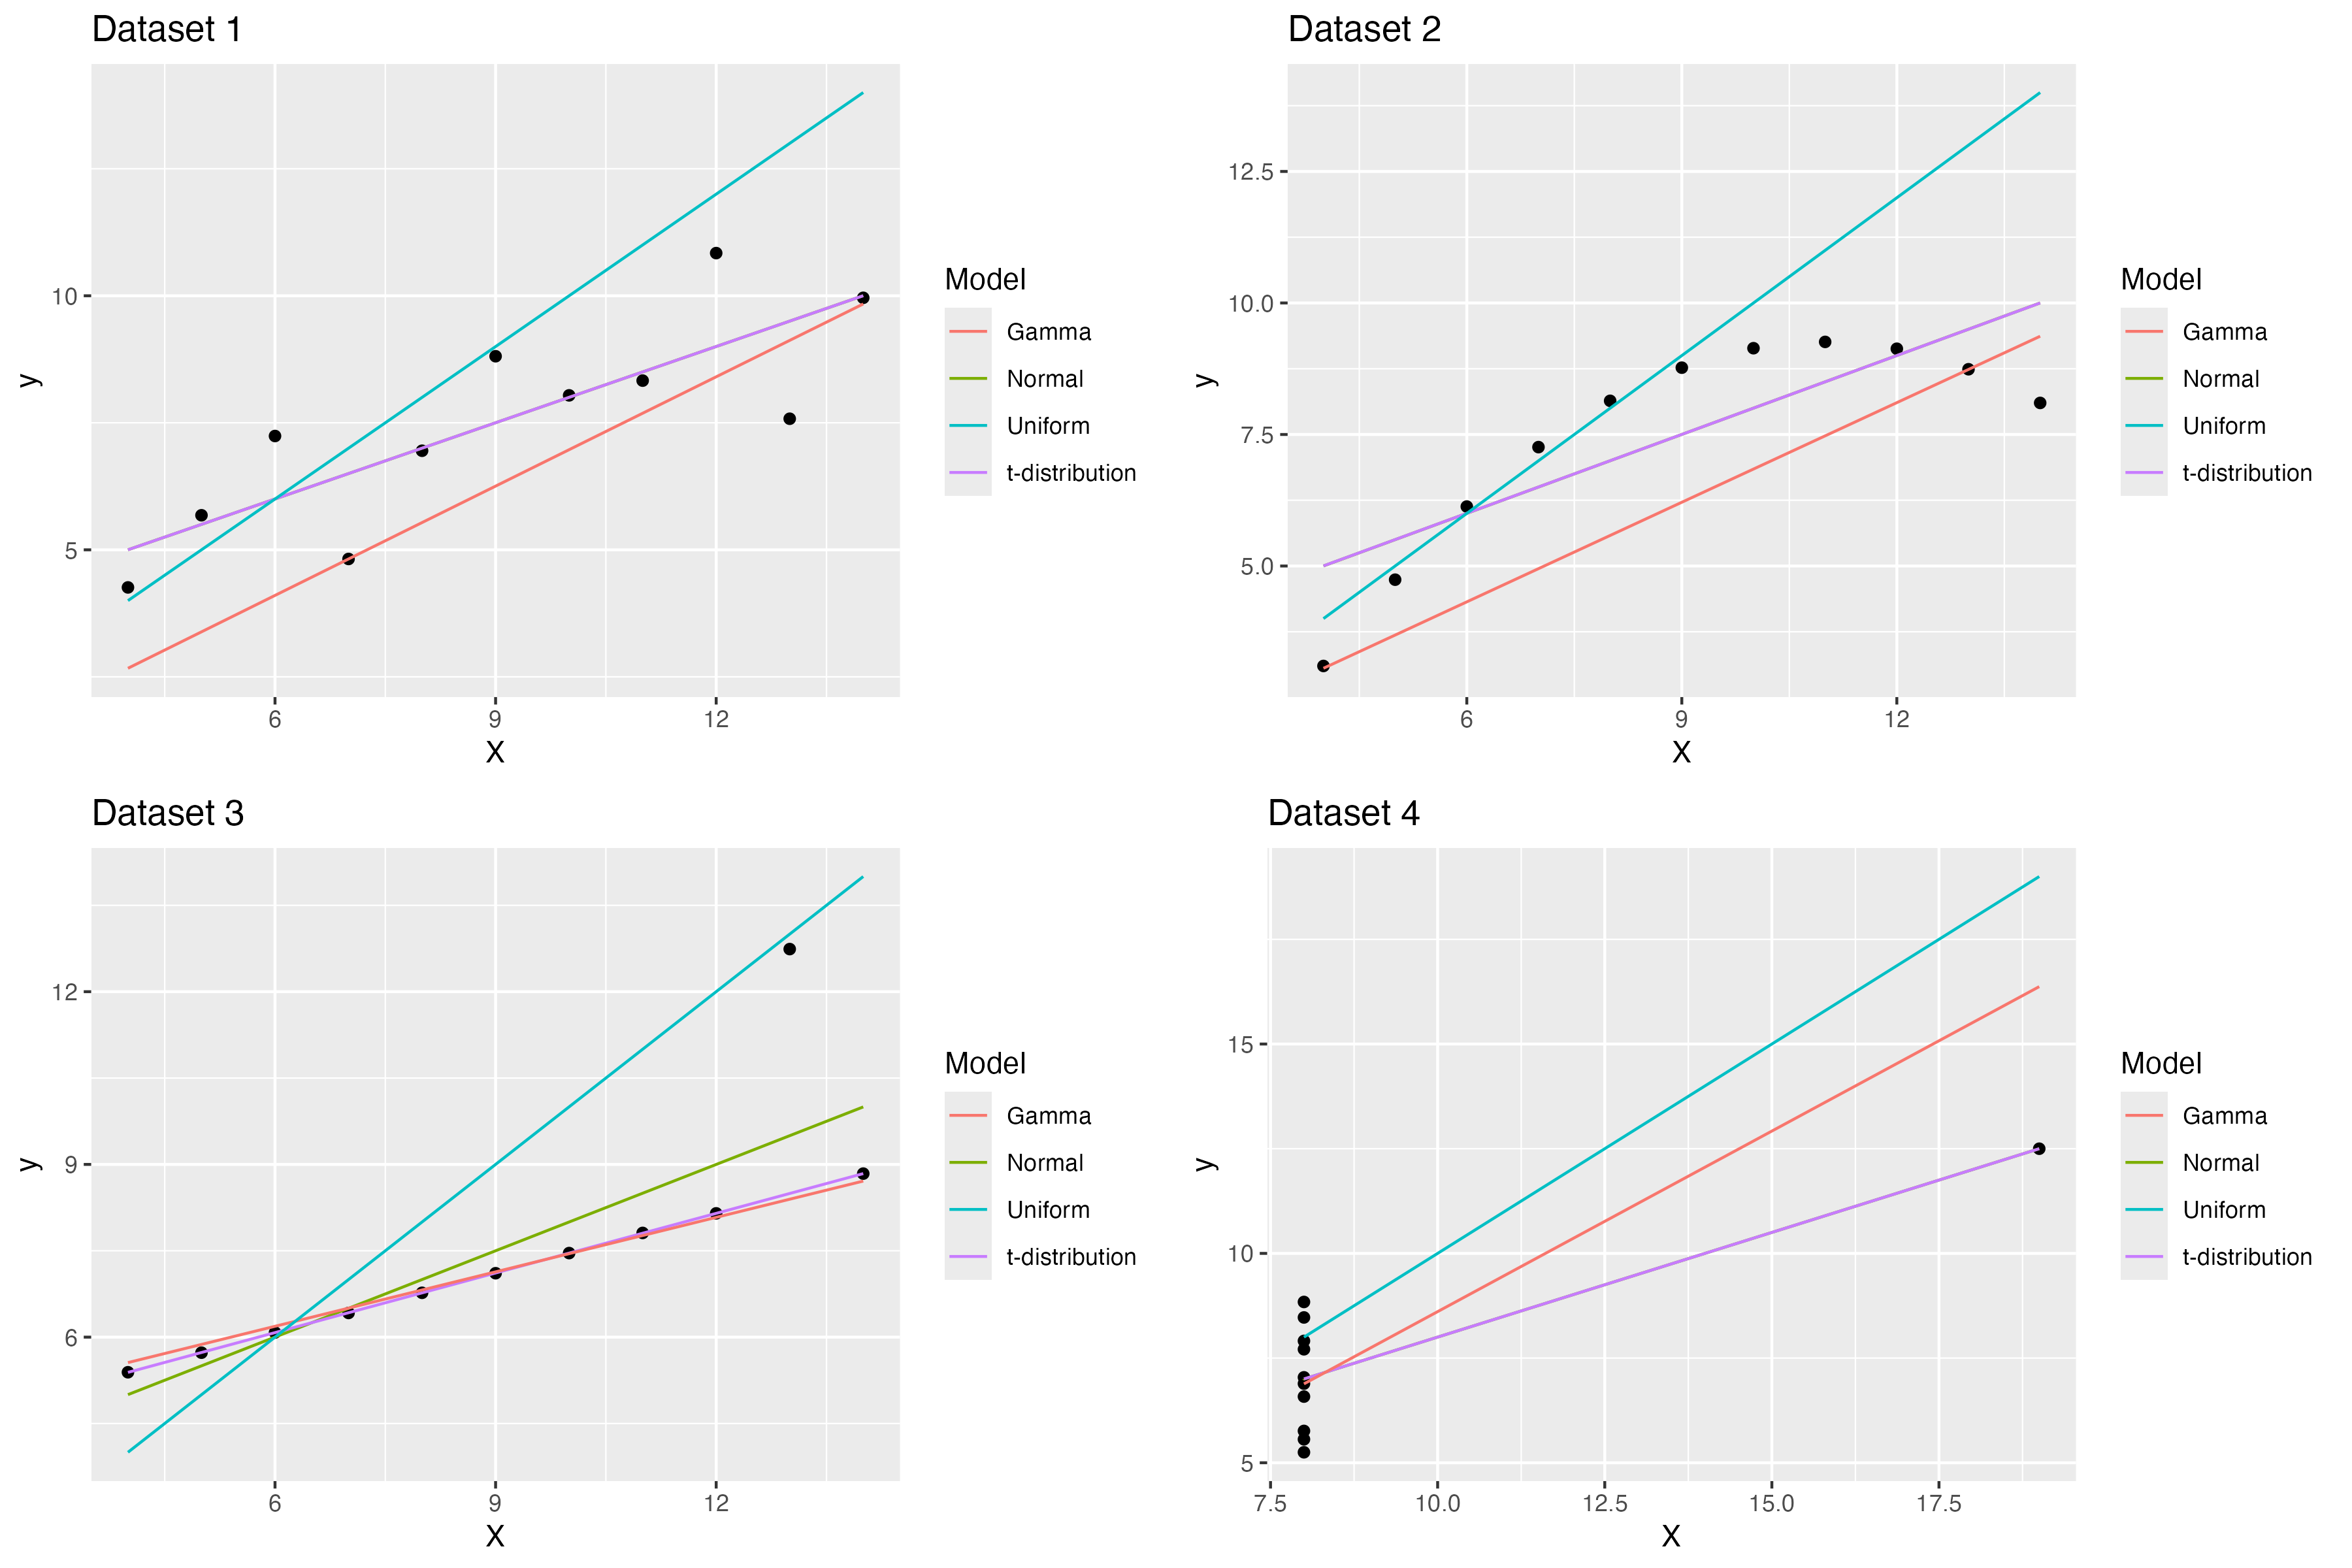 Dataset 1
y
10
5
6 9 12
X
Model
Gamma
Normal
Uniform
t-distribution
Dataset 2
y
12.5
10.0
7.5
5.0
6 9 12
X
Model
Gamma
Normal
Uniform
t-distribution
Dataset 3
y
12
9
6
6 9 12
X
Model
Gamma
Normal
Uniform
t-distribution
Dataset 4
y
15
10
5
7.5 10.0 12.5 15.0 17.5
X
Model
Gamma
Normal
Uniform
t-distribution